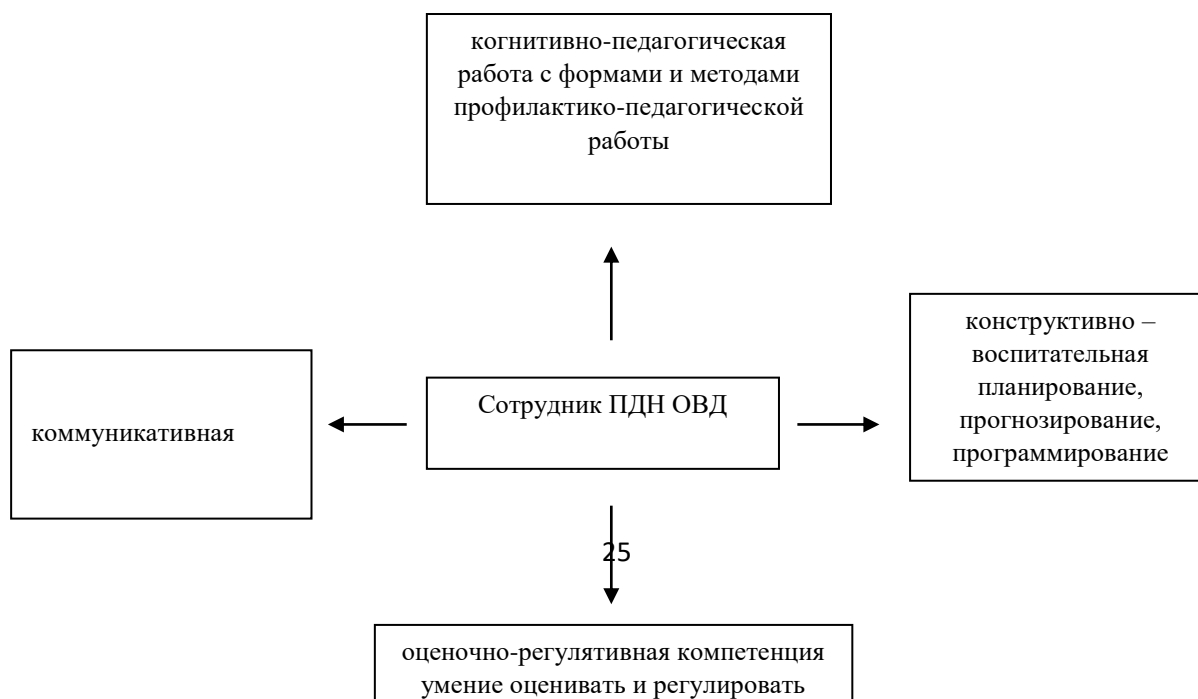 когнитивно-педагогическая
работа с формами и методами
профилактико-педагогической
работы
конструктивно –
воспитательная
планирование,
прогнозирование,
программирование
Сотрудник ПДН ОВД
коммуникативная
25
оценочно-регулятивная компетенция
умение оценивать и регулировать